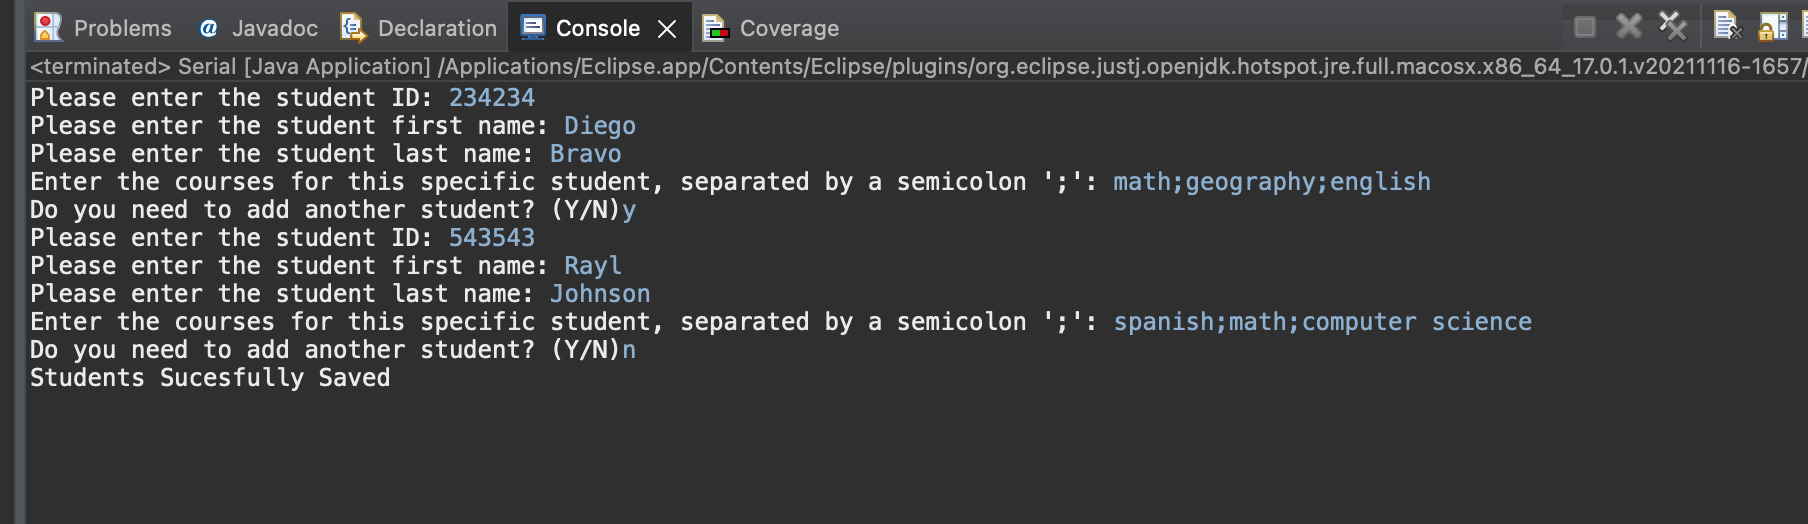 Problems Javadoc Declaration Console Coverage
<terminated> Serial [Java Application] /Applications/Eclipse.app/Contents/Eclipse/plugins/org.eclipse.justj.openjdk.hotspot.jre.full.macosx.x86_64_17.0.1.v20211116-1657/
Please enter the student ID: 234234
Please enter the student first name: Diego
Please enter the student last name: Bravo
Enter the courses for this specific student, separated by a semicolon ';': math;geography;english
Do you need to add another student? (Y/N)y
Please enter the student ID: 543543
Please enter the student first name: Rayl
Please enter the student last name: Johnson
Enter the courses for this specific student, separated by a semicolon ';': spanish;math;computer science
Do you need to add another student? (Y/N)n
Students Sucesfully Saved